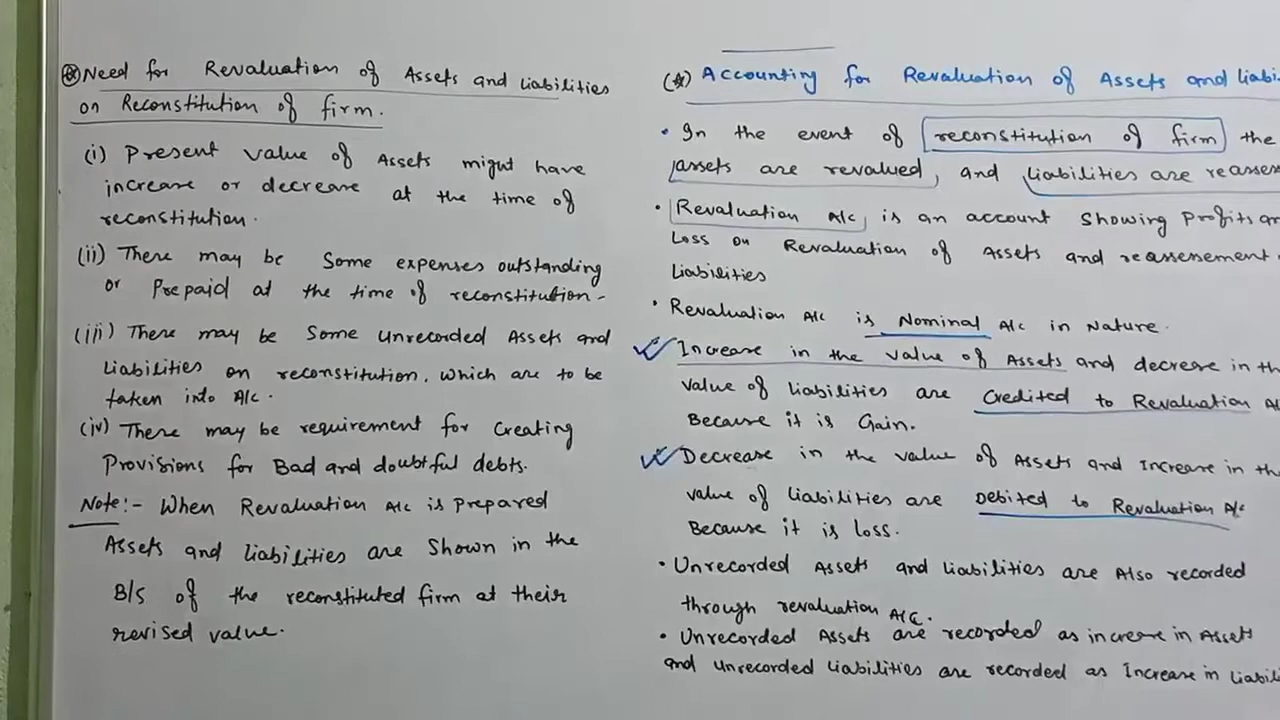 Need for Revaluation of Assets and liabilities
on Reconstitution of firm.
(i) Present value of Assets might have
increase or decrease at the time of
reconstitution.
(ii) There may be Some expenses outstanding
or Prepaid at the time of reconstitution-
(iii) There may be Some Unrecorded Assets and
Liabilities on reconstitution, which are to be
taken into A/c.
(iv) There may be requirement for Creating
Provisions for Bad and doubtful debts.
Note:- When Revaluation A/c is Prepared
Assets and liabilities are Shown in the
B/S of the reconstituted firm at their
revised value.
Accounting for Revaluation of Assets and
• In the event of reconstitution of firm the
assets are revalued, and liabilities are
• Revaluation A/c, is an account Showing Profits
Loss on Revaluation of Assets and reassessment
Liabilities
• Revaluation A/c is Nominal A/c in Nature.
Increase in the value of Assets and decrease in
value of liabilities are Credited to Revaluation
Because it is Gain.
Decrease in the value of Assets and Increase in
value of liabilities are Debited to Revaluation A/c
Because it is loss.
• Unrecorded Assets and liabilities are Also recorded
through revaluation A/C.
• Unrecorded Assets are recorded as increase in Assets
and unrecorded liabilities are recorded as Increase in